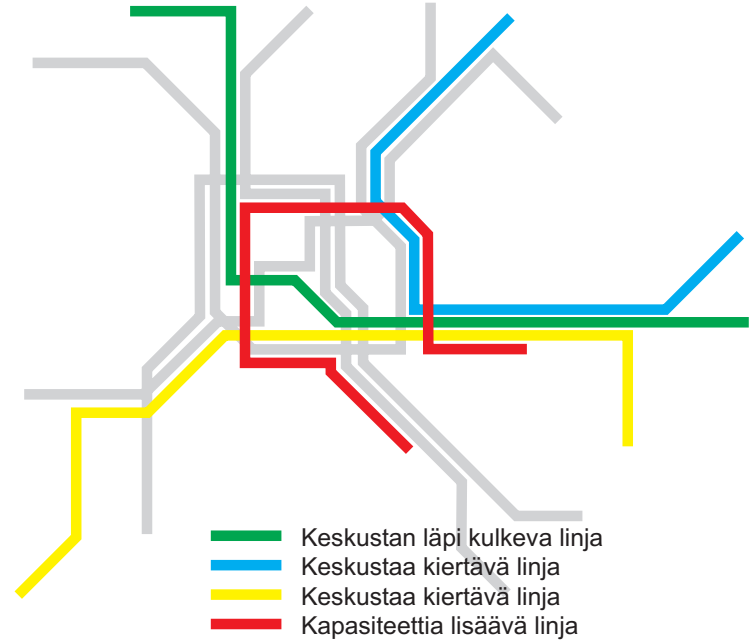 Keskustan läpi kulkeva linja
Keskustaa kiertävä linja
Keskustaa kiertävä linja
Kapasiteettia lisäävä linja